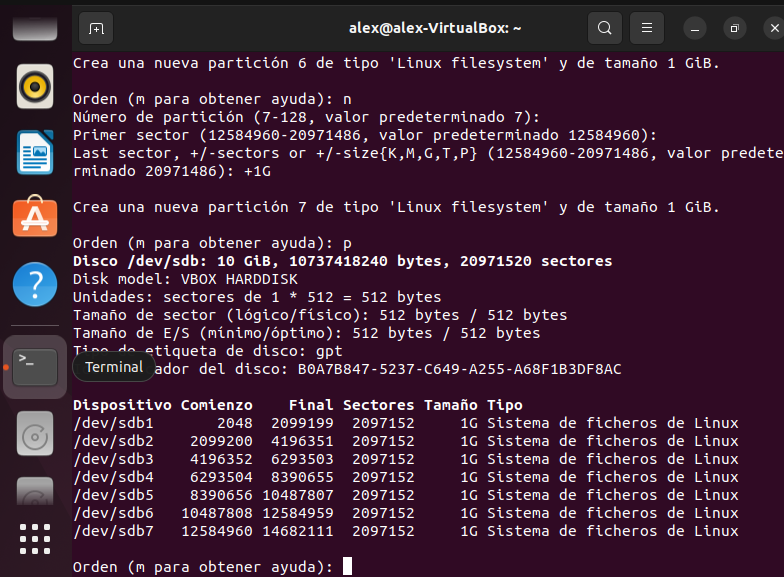 alex@alex-VirtualBox: ~
Crea una nueva partición 6 de tipo 'Linux filesystem' y de tamaño 1 GiB.
Orden (m para obtener ayuda): n
Número de partición (7-128, valor predeterminado 7):
Primer sector (12584960-20971486, valor predeterminado 12584960):
Last sector, +/-sectors or +/-size{K,M,G,T,P} (12584960-20971486, valor predete
rminado 20971486): +1G
Crea una nueva partición 7 de tipo 'Linux filesystem' y de tamaño 1 GiB.
Orden (m para obtener ayuda): p
Disco /dev/sdb: 10 GiB, 10737418240 bytes, 20971520 sectores
Disk model: VBOX HARDDISK
Unidades: sectores de 1 * 512 = 512 bytes
Tamaño de sector (lógico/físico): 512 bytes / 512 bytes
Tamaño de E/S (mínimo/óptimo): 512 bytes / 512 bytes
Tipo de etiqueta de disco: gpt
Terminal
ador del disco: B0A7B847-5237-C649-A255-A68F1B3DF8AC
Dispositivo Comienzo Final Sectores Tamaño Tipo
/dev/sdb1 2048 2099199 2097152 1G Sistema de ficheros de Linux
/dev/sdb2 2099200 4196351 2097152 1G Sistema de ficheros de Linux
/dev/sdb3 4196352 6293503 2097152 1G Sistema de ficheros de Linux
/dev/sdb4 6293504 8390655 2097152 1G Sistema de ficheros de Linux
/dev/sdb5 8390656 10487807 2097152 1G Sistema de ficheros de Linux
/dev/sdb6 10487808 12584959 2097152 1G Sistema de ficheros de Linux
/dev/sdb7 12584960 14682111 2097152 1G Sistema de ficheros de Linux
Orden (m para obtener ayuda):